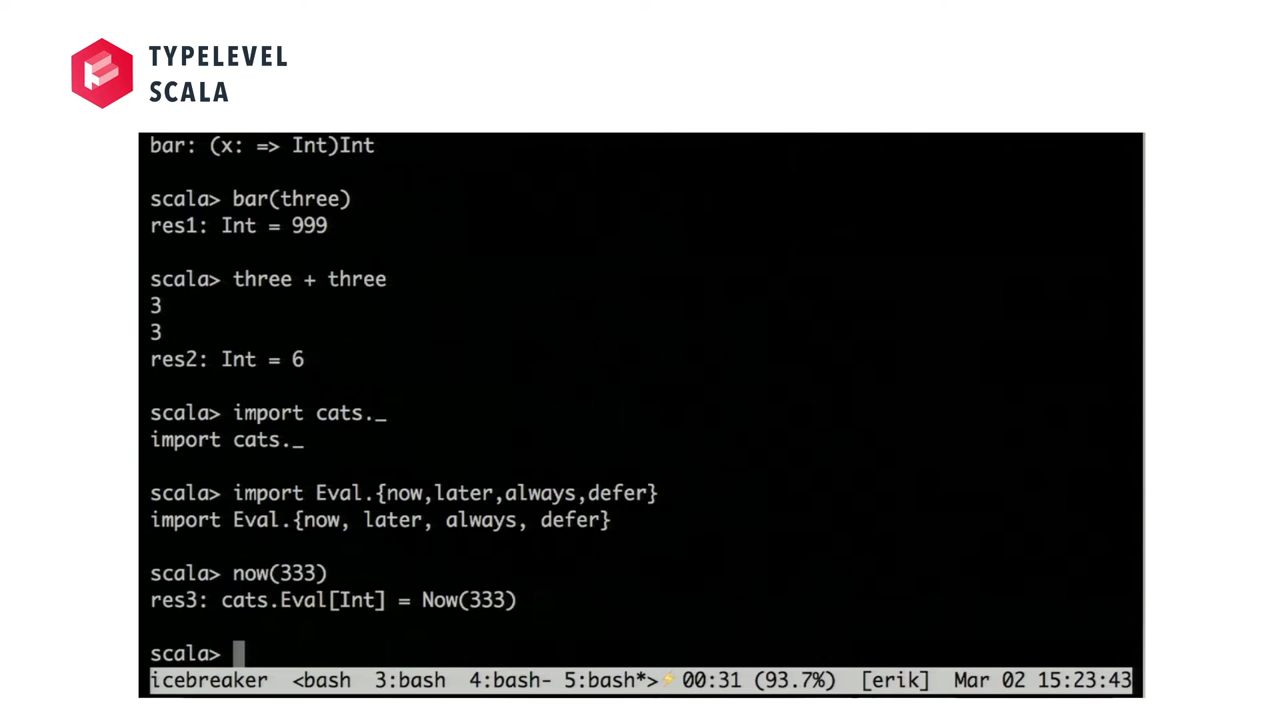 TYPELEVEL
SCALA
bar: (x: => Int)Int
scala> bar(three)
res1: Int = 999
scala> three + three
3
3
res2: Int = 6
scala> import cats._
import cats._
scala> import Eval.{now,later,always,defer}
import Eval.{now, later, always, defer}
scala> now(333)
res3: cats.Eval[Int] = Now(333)
scala>
icebreaker <bash 3:bash 4:bash- 5:bash*>⚡00:31 (93.7%) [erik] Mar 02 15:23:43